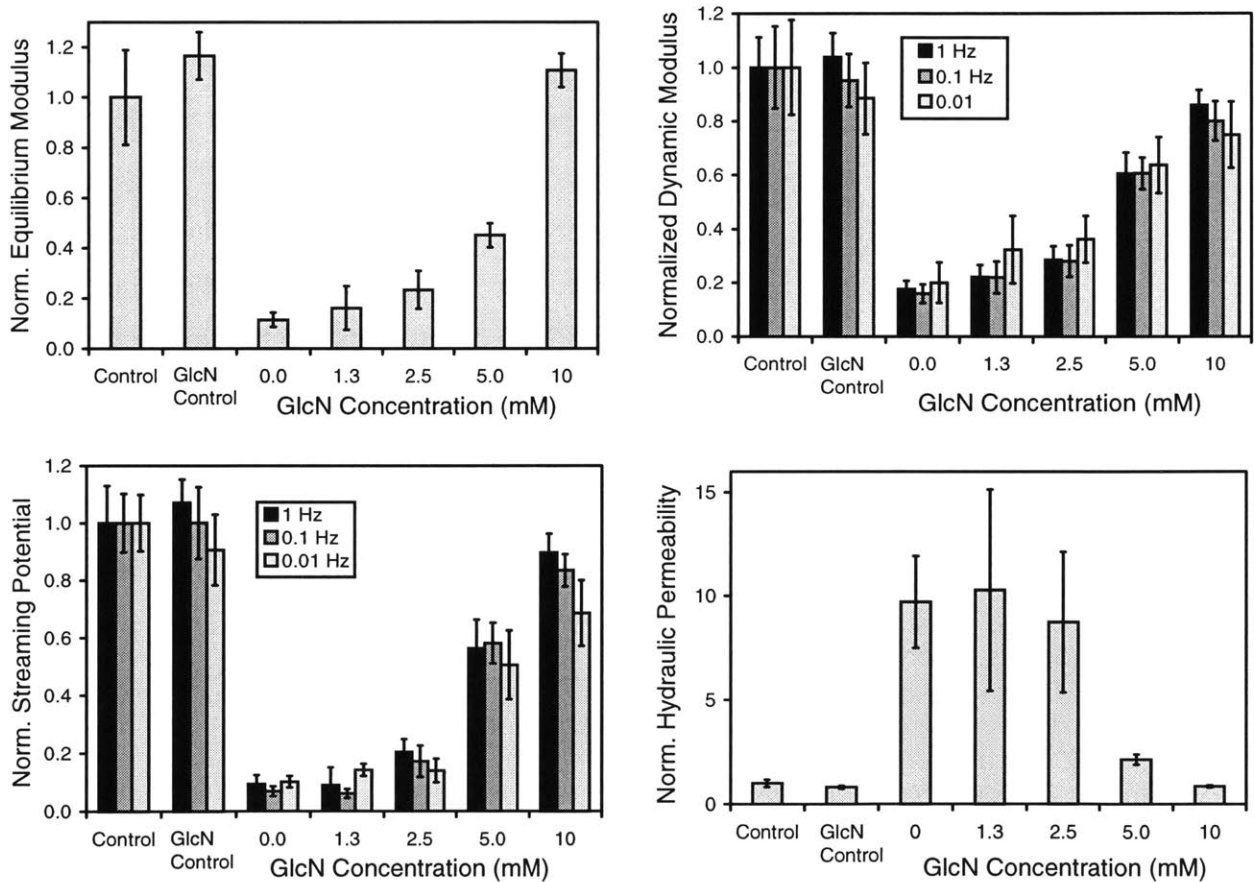 Norm. Equilibrium Modulus
1.2
1.0
0.8
0.6
0.4
0.2
0.0
Control
GlcN
Control
0.0
1.3
2.5
5.0
10
GlcN Concentration (mM)
Normalized Dynamic Modulus
1.2
1.0
0.8
0.6
0.4
0.2
0.0
1 Hz
0.1 Hz
0.01
Control
GlcN
Control
0.0
1.3
2.5
5.0
10
GlcN Concentration (mM)
Norm. Streaming Potential
1.2
1.0
0.8
0.6
0.4
0.2
0.0
1 Hz
0.1 Hz
0.01 Hz
Control
GlcN
Control
0.0
1.3
2.5
5.0
10
GlcN Concentration (mM)
Norm. Hydraulic Permeability
15
10
5
0
Control
GlcN
Control
0
1.3
2.5
5.0
10
GlcN Concentration (mM)